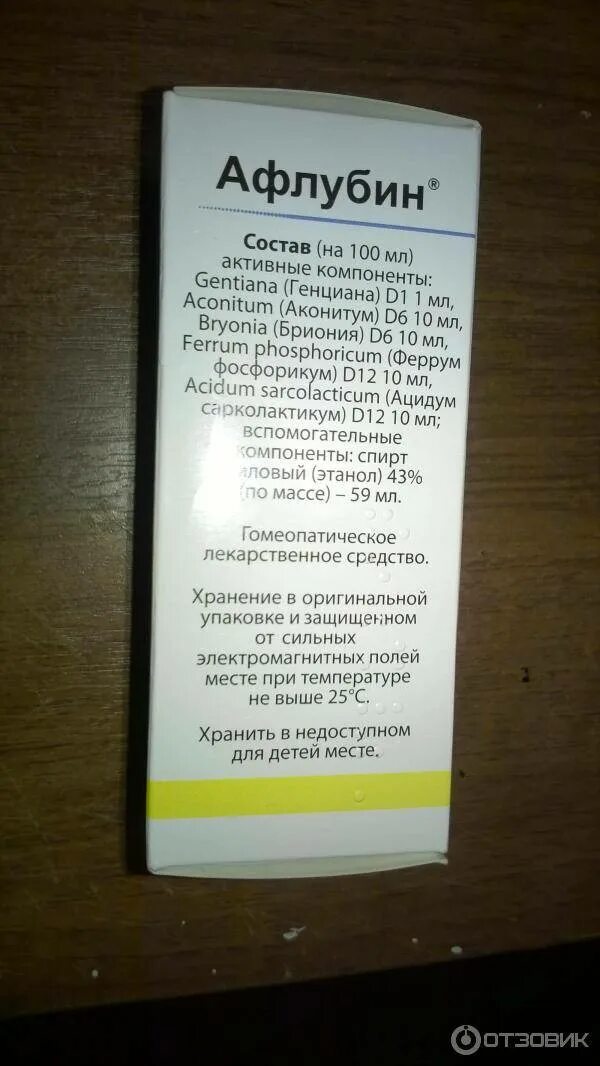 Афлубин®
Состав (на 100 мл)
активные компоненты:
Gentiana (Генциана) D1 1 мл,
Aconitum (Аконитум) D6 10 мл,
Bryonia (Бриония) D6 10 мл,
Ferrum phosphoricum (Феррум
фосфорикум) D12 10 мл,
Acidum sarcolacticum (Ацидум
сарколактикум) D12 10 мл;
вспомогательные
компоненты: спирт
(этанол) 43%
(по массе) – 59 мл.
Гомеопатическое
лекарственное средство.
Хранение в оригинальной
упаковке и защищенном
от сильных
электромагнитных полей
месте при температуре
не выше 25°С.
Хранить в недоступном
для детей месте.
ОТЗОВИК